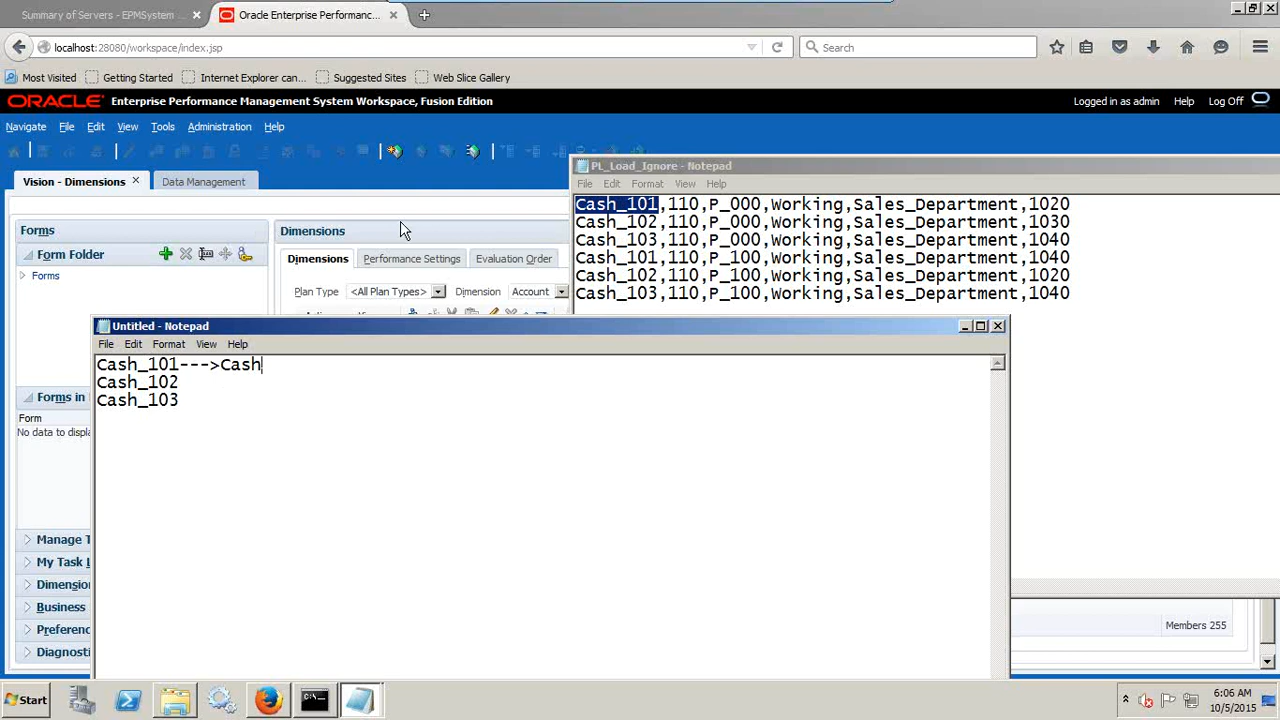 Summary of Servers - EPMSystem
Oracle Enterprise Performanc...
localhost:28080/workspace/index.jsp
Search
Most Visited
Getting Started
Internet Explorer can...
Suggested Sites
Web Slice Gallery
ORACLE
Enterprise Performance Management System Workspace, Fusion Edition
Logged in as admin
Help
Log Off
Navigate
File
Edit
View
Tools
Administration
Help
Vision - Dimensions
Data Management
PL_Load_Ignore - Notepad
File
Edit
Format
View
Help
Cash_101,110,P_000,Working,Sales_Department,1020
Cash_102,110,P_000,Working,Sales_Department,1030
Cash_103,110,P_000,Working,Sales_Department,1040
Cash_101,110,P_100,Working,Sales_Department,1040
Cash_102,110,P_100,Working,Sales_Department,1020
Cash_103,110,P_100,Working,Sales_Department,1040
Forms
Form Folder
Forms
Dimensions
Dimensions
Performance Settings
Evaluation Order
Plan Type
<All Plan Types>
Dimension
Account
Untitled - Notepad
File
Edit
Format
View
Help
Cash_101--->Cash
Cash_102
Cash_103
Forms in
Form
No data to displa
Manage T
My Task L
Dimension
Business
Preferenc
Diagnosti
Members 255
Start
6:06 AM
10/5/2015